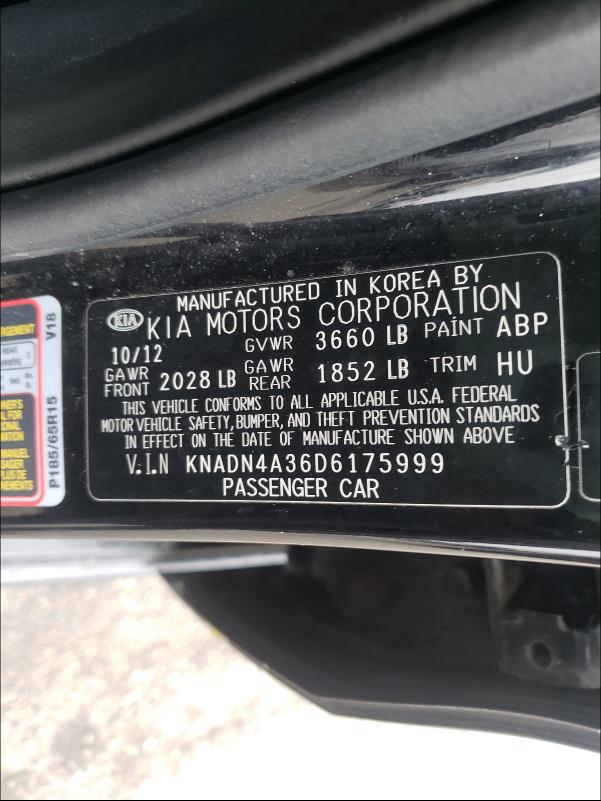 MANUFACTURED IN KOREA BY
KIA KIA MOTORS CORPORATION
10/12 GVWR 3660 LB PAINT ABP
GAWR FRONT 2028 LB GAWR REAR 1852 LB TRIM HU
THIS VEHICLE CONFORMS TO ALL APPLICABLE U.S.A. FEDERAL
MOTOR VEHICLE SAFETY, BUMPER, AND THEFT PREVENTION STANDARDS
IN EFFECT ON THE DATE OF MANUFACTURE SHOWN ABOVE
V.I.N KNADN4A36D6175999
PASSENGER CAR
P185/65R15 V18
REAR
MANUEL